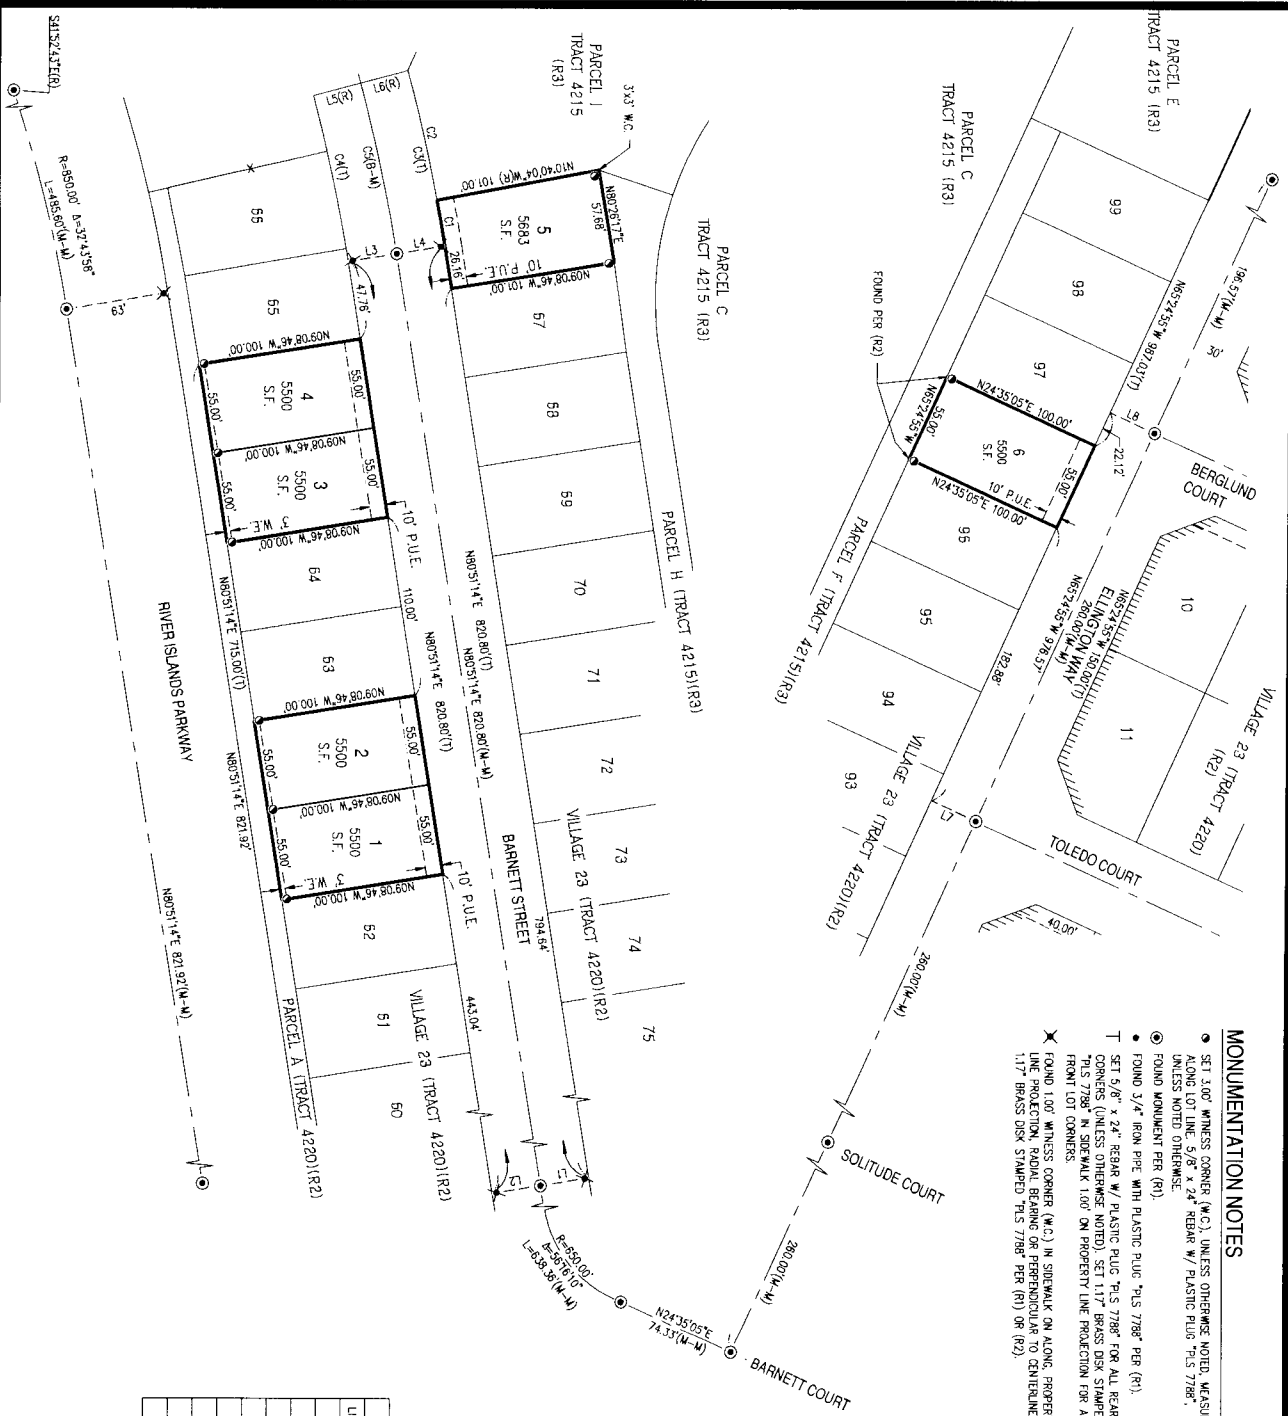 MONUMENTATION NOTES
SET 3.00' WITNESS CORNER (W.C.), UNLESS OTHERWISE NOTED, MEASU
ALONG LOT LINE, 5/8" x 24" REBAR W/ PLASTIC PLUG "PLS 7788",
UNLESS NOTED OTHERWISE.
FOUND MONUMENT PER (R1).
FOUND 3/4" IRON PIPE WITH PLASTIC PLUG "PLS 7788" PER (R1).
SET 5/8" x 24" REBAR W/ PLASTIC PLUG "PLS 7788" FOR ALL REAR
CORNERS (UNLESS OTHERWISE NOTED). SET 1.17" BRASS DISK STAMPE
"PLS 7788" IN SIDEWALK 1.00' ON PROPERTY LINE PROJECTION FOR A
FRONT LOT CORNERS.
FOUND 1.00' WITNESS CORNER (W.C.) IN SIDEWALK ON ALONG, PROPER
LINE PROJECTION, RADIAL BEARING OR PERPENDICULAR TO CENTERLINE
1.17" BRASS DISK STAMPED "PLS 7788" PER (R1) OR (R2).
PARCEL E
TRACT 4215 (R3)
PARCEL C
TRACT 4215 (R3)
99
98
97
N65°24'55"W 987.03'(T)
196.57'(M-M)
30'
L8
22.12'
BERGLUND
COURT
FOUND PER (R2)
N24°35'05"E 100.00'
6
5500
S.F.
55.00'
10' P.U.E.
N65°24'55"W
55.00'
N24°35'05"E 100.00'
96
95
94
93
PARCEL F (TRACT 4215)(R3)
182.88'
N65°24'55"W 976.57'
ELLINGTON WAY
260.00'(M-M)
N65°24'55"W 150.00'(T)
10
11
VILLAGE 23 (TRACT 4220)
(R2)
VILLAGE 23 (TRACT 4220)(R2)
L7
TOLEDO COURT
40.00'
260.00'(M-M)
SOLITUDE COURT
260.00'(M-M)
BARNETT COURT
N24°35'05"E
74.33'(M-M)
R=650.00'
Δ=56°16'10"
L=638.36'(M-M)
PARCEL I
TRACT 4215
(R3)
3'x3' W.C.
PARCEL C
TRACT 4215 (R3)
N10°40'04"W(R) 101.00'
N80°26'17"E
57.68'
5
5683
S.F.
10' P.U.E.
C1
26.16'
N09°08'46"W 101.00'
L6(R)
L5(R)
C2
C3(T)
C5(B-M)
C4(T)
L3
L4
47.76'
67
68
69
70
71
72
73
74
75
PARCEL H (TRACT 4215)(R3)
VILLAGE 23 (TRACT 4220)(R2)
N80°51'14"E 820.80'(T)
N80°51'14"E 820.80'(M-M)
BARNETT STREET
794.64'
L1
L2
N80°51'14"E 820.80'(T)
110.00'
443.04'
66
65
N09°08'46"W 100.00'
4
5500
S.F.
55.00'
55.00'
N09°08'46"W 100.00'
3
5500
S.F.
55.00'
55.00'
3' W.E.
10' P.U.E.
N09°08'46"W 100.00'
64
63
N09°08'46"W 100.00'
2
5500
S.F.
55.00'
55.00'
N09°08'46"W 100.00'
1
5500
S.F.
55.00'
55.00'
3' W.E.
10' P.U.E.
N09°08'46"W 100.00'
62
61
60
VILLAGE 23 (TRACT 4220)(R2)
PARCEL A (TRACT 4220)(R2)
N80°51'14"E 715.00'(T)
N80°51'14"E 821.92'
RIVER ISLANDS PARKWAY
N80°51'14"E 821.92'(M-M)
63'
R=850.00' Δ=32°43'58"
L=485.60'(M-M)
S41°52'43"E(R)